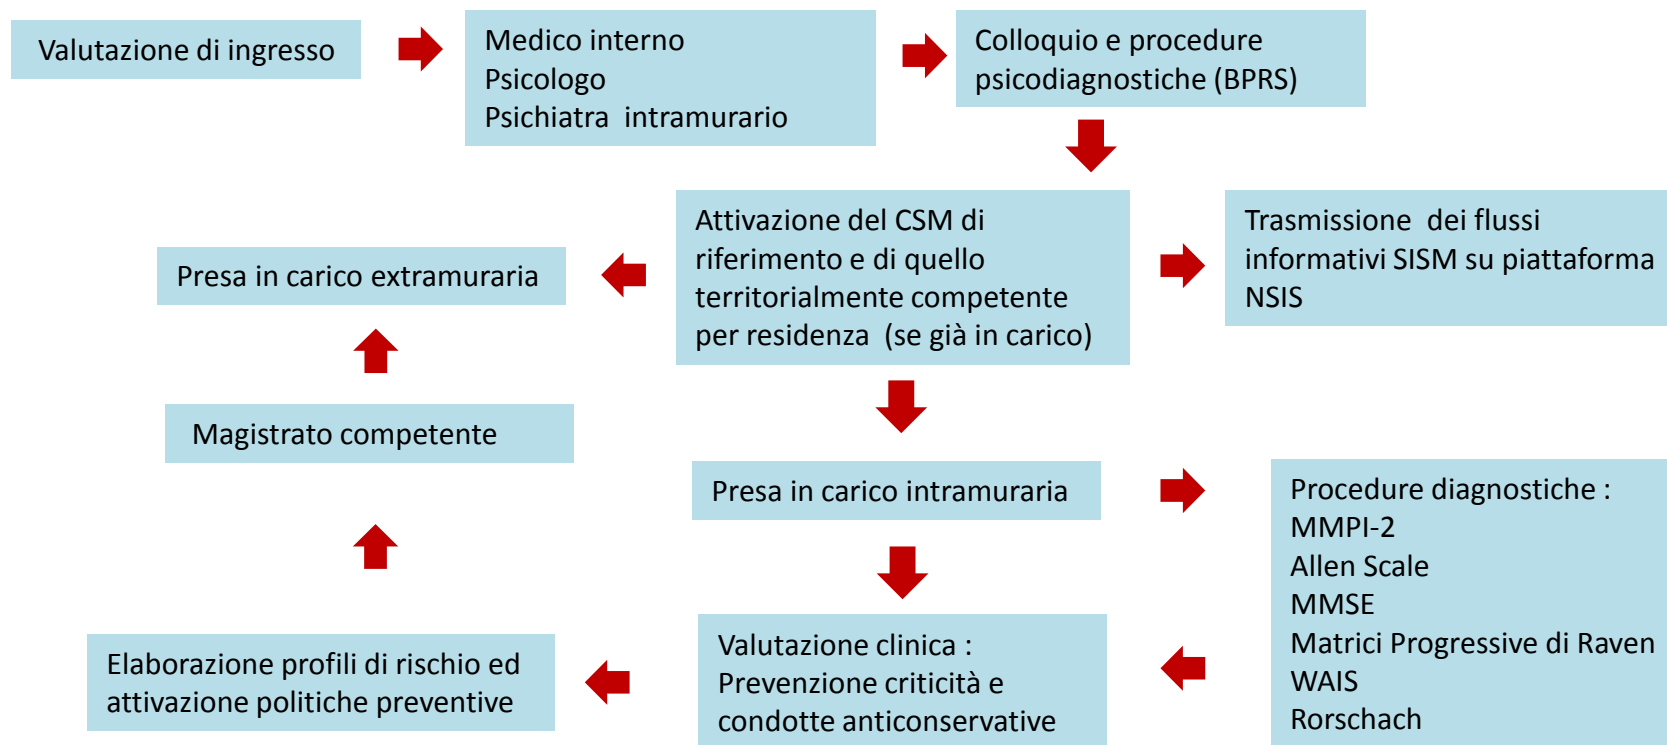 Valutazione di ingresso
Medico interno
Psicologo
Psichiatra intramurario
Colloquio e procedure
psicodiagnostiche (BPRS)
Attivazione del CSM di
riferimento e di quello
territorialmente competente
per residenza (se già in carico)
Trasmissione dei flussi
informativi SISM su piattaforma
NSIS
Presa in carico extramuraria
Magistrato competente
Presa in carico intramuraria
Procedure diagnostiche :
MMPI-2
Allen Scale
MMSE
Matrici Progressive di Raven
WAIS
Rorschach
Valutazione clinica :
Prevenzione criticità e
condotte anticonservative
Elaborazione profili di rischio ed
attivazione politiche preventive